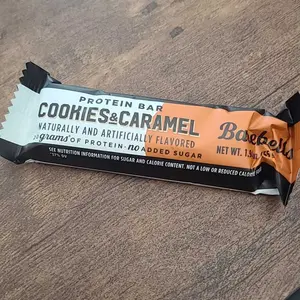 PROTEIN BAR
COOKIES & CARAMEL
NATURALLY AND ARTIFICIALLY FLAVORED
grams OF PROTEIN - no ADDED SUGAR
SEE NUTRITION INFORMATION FOR SUGAR AND CALORIE CONTENT. NOT A LOW OR REDUCED CALORIE
NET WT.